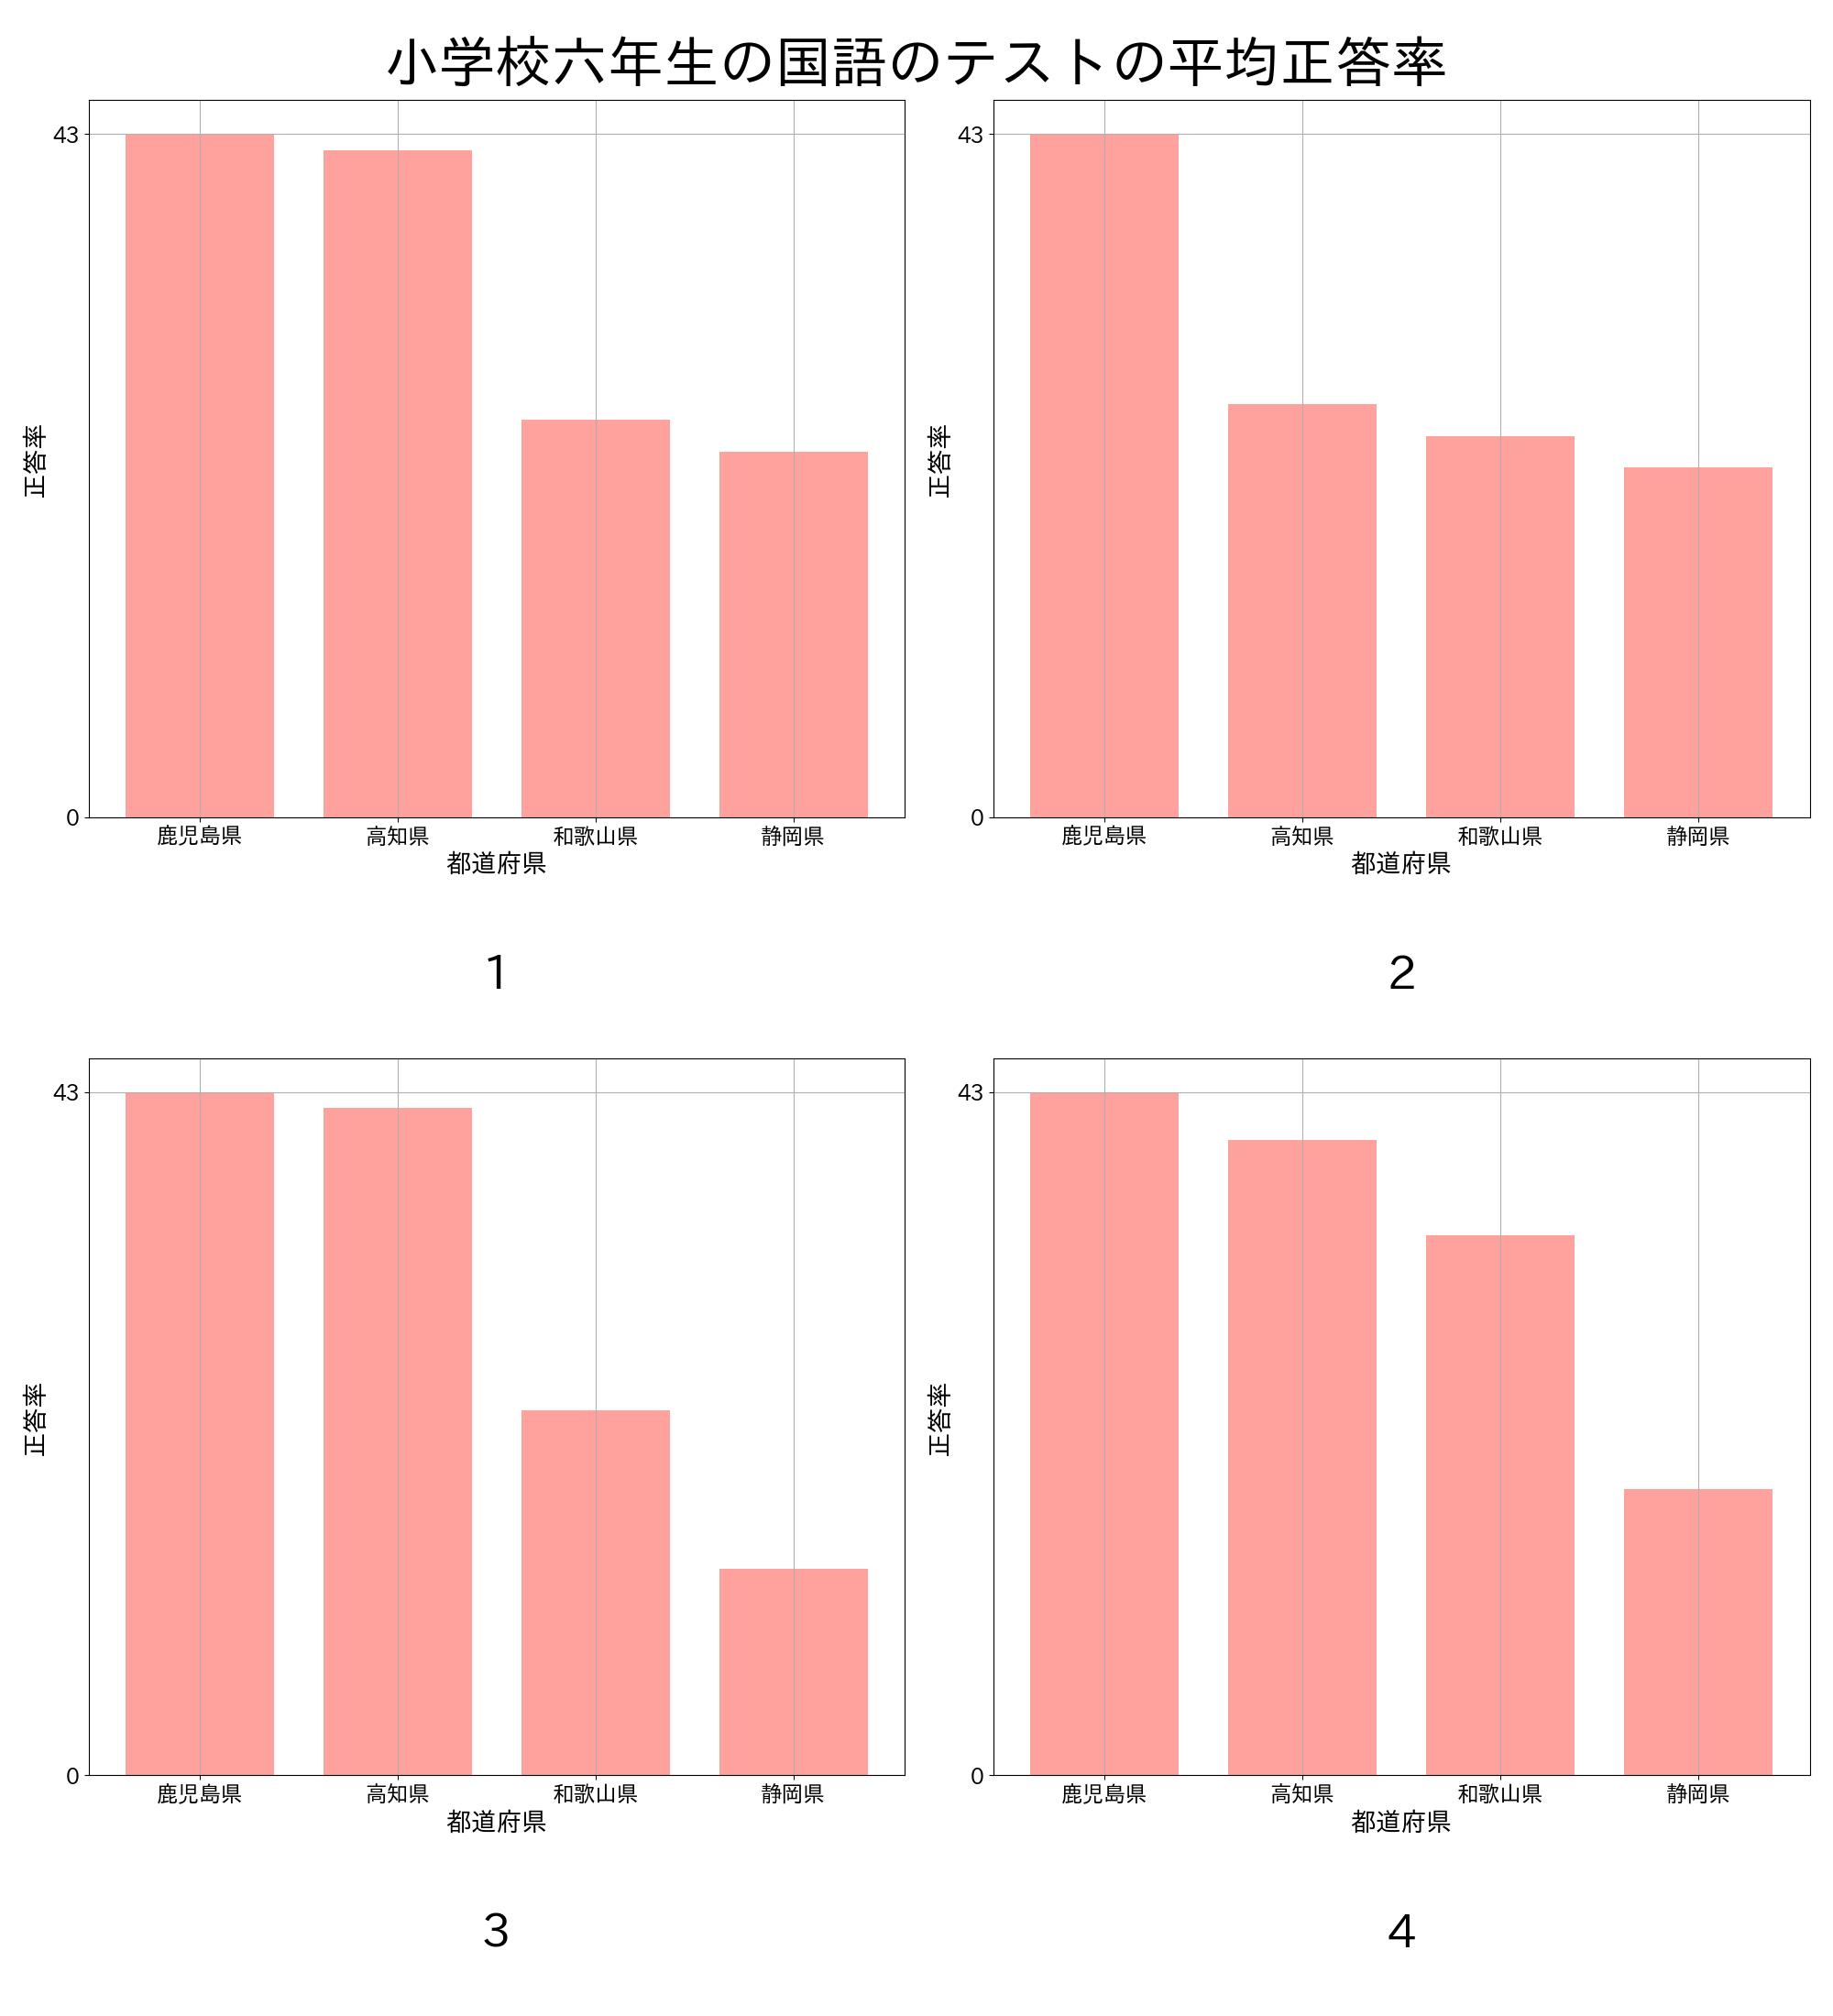 小学校六年生の国語のテストの平均正答率
43
正答率
0
鹿児島県 高知県 和歌山県 静岡県
都道府県
1
43
正答率
0
鹿児島県 高知県 和歌山県 静岡県
都道府県
2
43
正答率
0
鹿児島県 高知県 和歌山県 静岡県
都道府県
3
43
正答率
0
鹿児島県 高知県 和歌山県 静岡県
都道府県
4